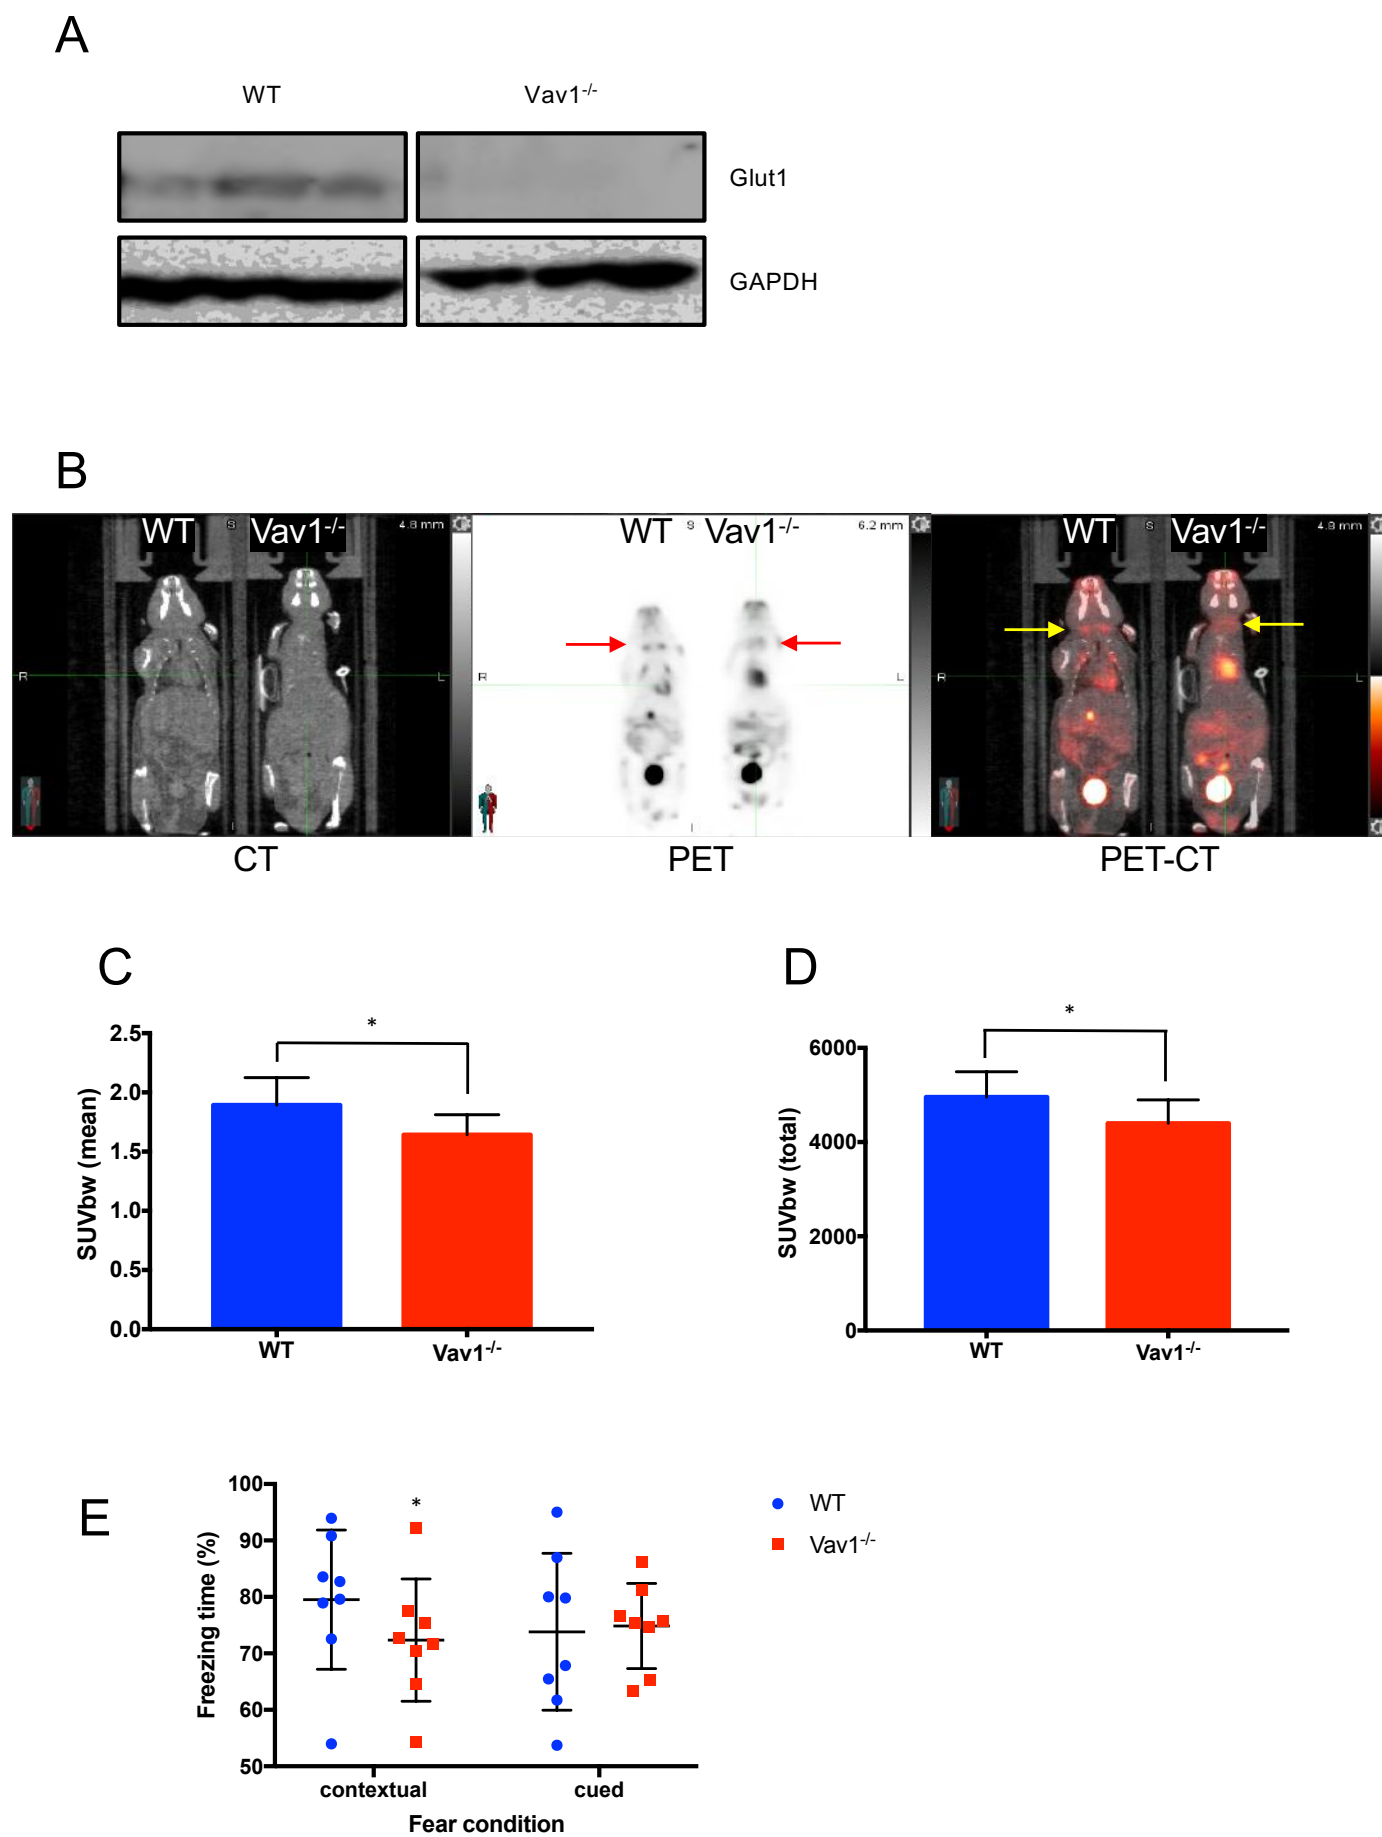 A
WT Vav1-/-
Glut1
GAPDH
B
WT S Vav1-/- 4.8 mm
R L
I
CT
WT S Vav1-/- 6.2 mm
R L
I
PET
WT S Vav1-/- 4.8 mm
R L
I
PET-CT
C
*
2.5
2.0
1.5
1.0
0.5
0.0
SUVbw (mean)
WT Vav1-/-
D
*
6000
4000
2000
0
SUVbw (total)
WT Vav1-/-
E
*
100
90
80
70
60
50
Freezing time (%)
contextual cued
Fear condition
WT
Vav1-/-